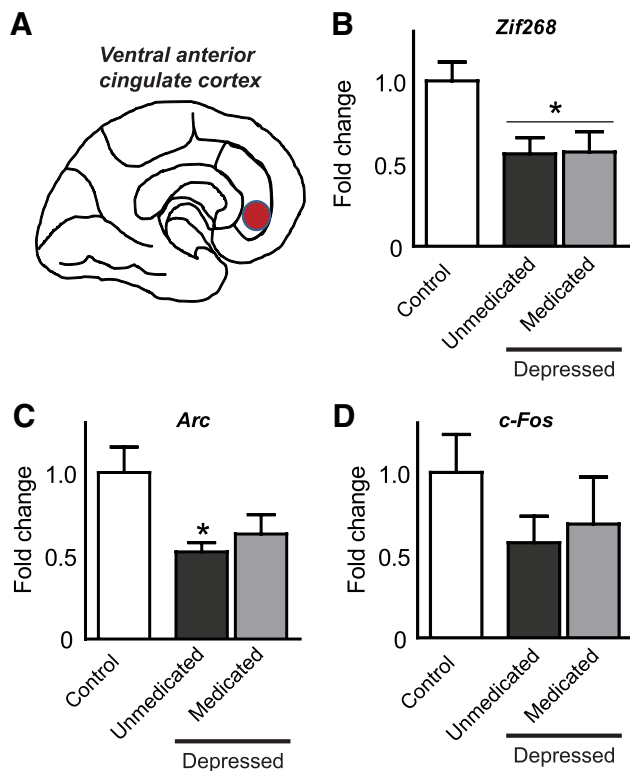 A
Ventral anterior
cingulate cortex
B
Zif268
Fold change
1.0
0.5
0
*
Control
Unmedicated
Medicated
Depressed
C
Arc
Fold change
1.0
0.5
0
*
Control
Unmedicated
Medicated
Depressed
D
c-Fos
Fold change
1.0
0.5
0
Control
Unmedicated
Medicated
Depressed